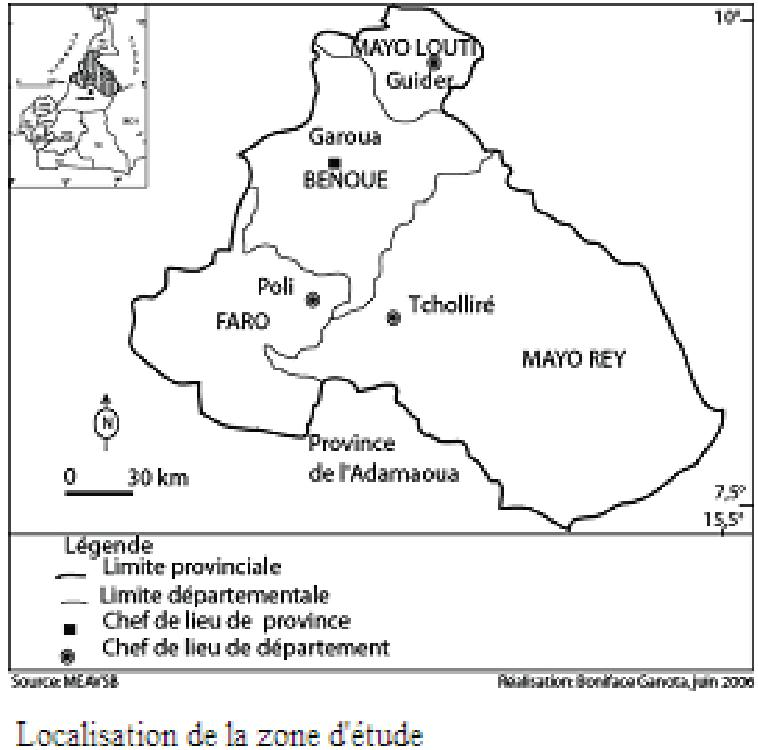 10°
MAYO LOUTI
Guider
Garoua
BENOUE
Poli
Tcholliré
FARO
MAYO REY
N
Province
de l'Adamaoua
0 30 km
7,5°
15,5°
Légende
Limite provinciale
Limite départementale
Chef de lieu de province
Chef de lieu de département
Source: MEAVSB
Réalisation: Boniface Ganota, juin 2006
Localisation de la zone d'étude